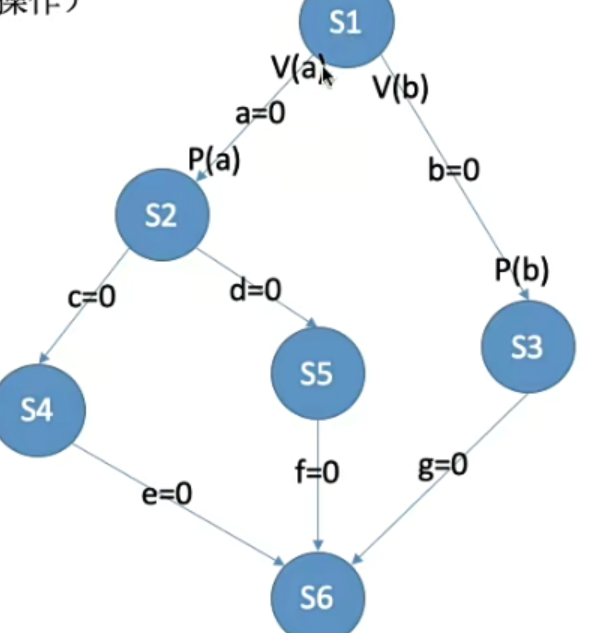 操作）
S1
V(a)
V(b)
a=0
P(a)
b=0
S2
P(b)
c=0
d=0
S3
S5
S4
f=0
g=0
e=0
S6